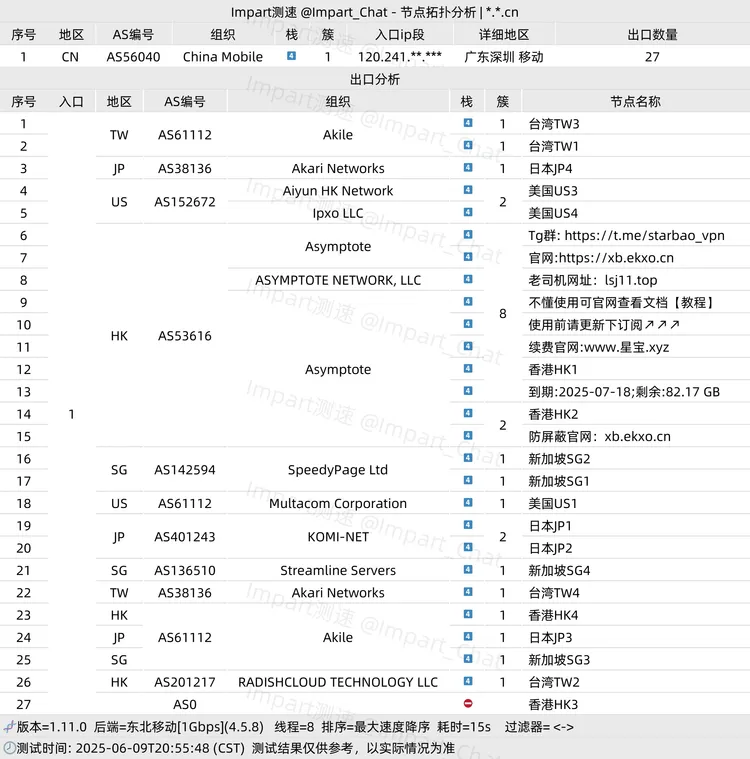 Impart测速 @Impart_Chat - 节点拓扑分析 | *.*.cn
序号 地区 AS编号 组织 栈 簇 入口ip段 详细地区 出口数量
1 CN AS56040 China Mobile 4 1 120.241.**.*** 广东深圳 移动 27
出口分析
序号 入口 地区 AS编号 组织 栈 簇 节点名称
1 1 TW AS61112 Akile 4 1 台湾TW3
2 4 1 台湾TW1
3 JP AS38136 Akari Networks 4 1 日本JP4
4 US AS152672 Aiyun HK Network 4 2 美国US3
5 Ipxo LLC 4 美国US4
6 HK AS53616 Asymptote 4 8 Tg群: https://t.me/starbao_vpn
7 4 官网:https://xb.ekxo.cn
8 ASYMPTOTE NETWORK, LLC 4 老司机网址：lsj11.top
9 Asymptote 4 不懂使用可官网查看文档【教程】
10 4 使用前请更新下订阅↗↗↗
11 4 续费官网:www.星宝.xyz
12 4 香港HK1
13 4 到期:2025-07-18;剩余:82.17 GB
14 4 2 香港HK2
15 4 防屏蔽官网：xb.ekxo.cn
16 SG AS142594 SpeedyPage Ltd 4 1 新加坡SG2
17 4 1 新加坡SG1
18 US AS61112 Multacom Corporation 4 1 美国US1
19 JP AS401243 KOMI-NET 4 2 日本JP1
20 4 日本JP2
21 SG AS136510 Streamline Servers 4 1 新加坡SG4
22 TW AS38136 Akari Networks 4 1 台湾TW4
23 HK AS61112 Akile 4 1 香港HK4
24 JP 4 1 日本JP3
25 SG 4 1 新加坡SG3
26 HK AS201217 RADISHCLOUD TECHNOLOGY LLC 4 1 台湾TW2
27 AS0 香港HK3
版本=1.11.0 后端=东北移动[1Gbps](4.5.8) 线程=8 排序=最大速度降序 耗时=15s 过滤器= <->
测试时间: 2025-06-09T20:55:48 (CST) 测试结果仅供参考，以实际情况为准